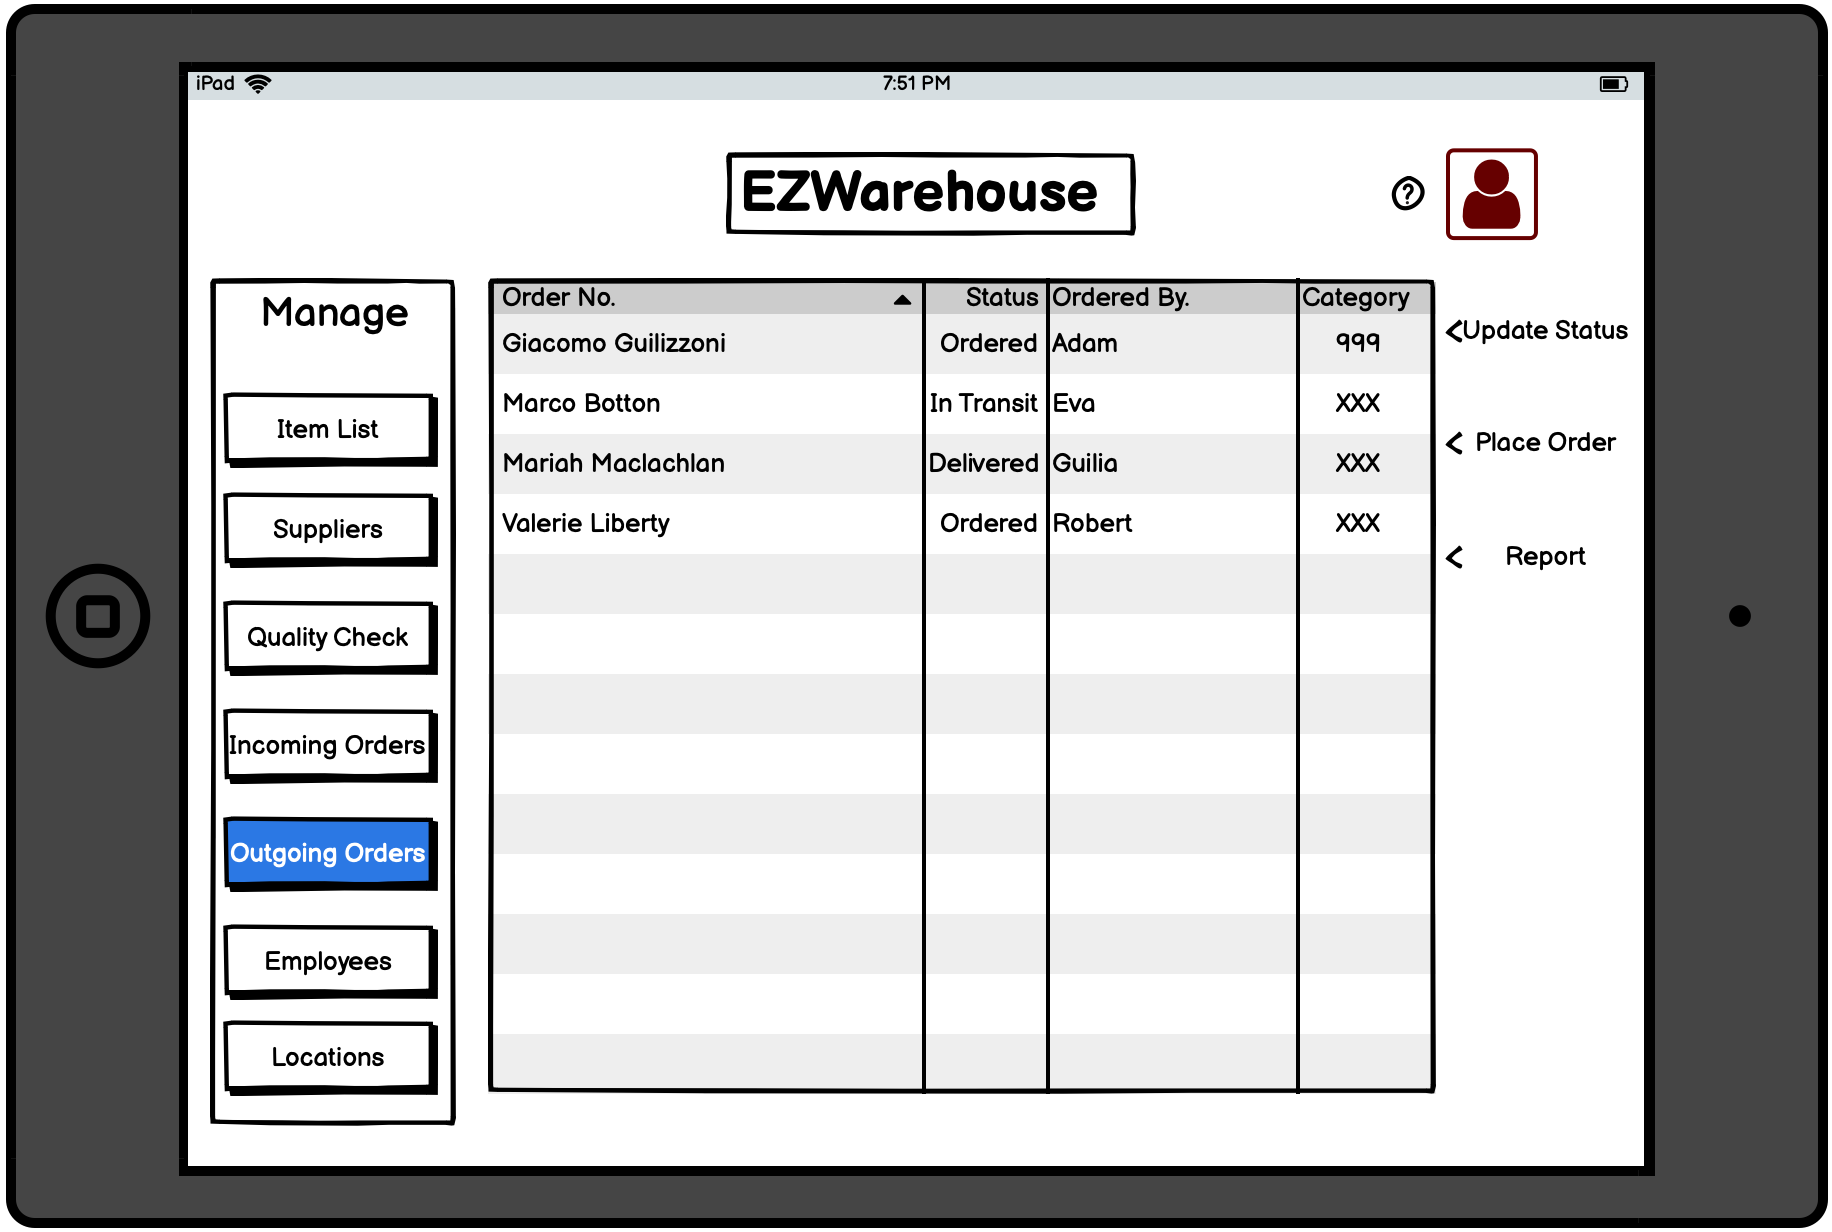 iPad
7:51 PM
EZWarehouse
?
Manage
Item List
Suppliers
Quality Check
Incoming Orders
Outgoing Orders
Employees
Locations
Order No. Status Ordered By. Category
Giacomo Guilizzoni Ordered Adam 999
Marco Botton In Transit Eva XXX
Mariah Maclachlan Delivered Guilia XXX
Valerie Liberty Ordered Robert XXX
<Update Status
< Place Order
< Report